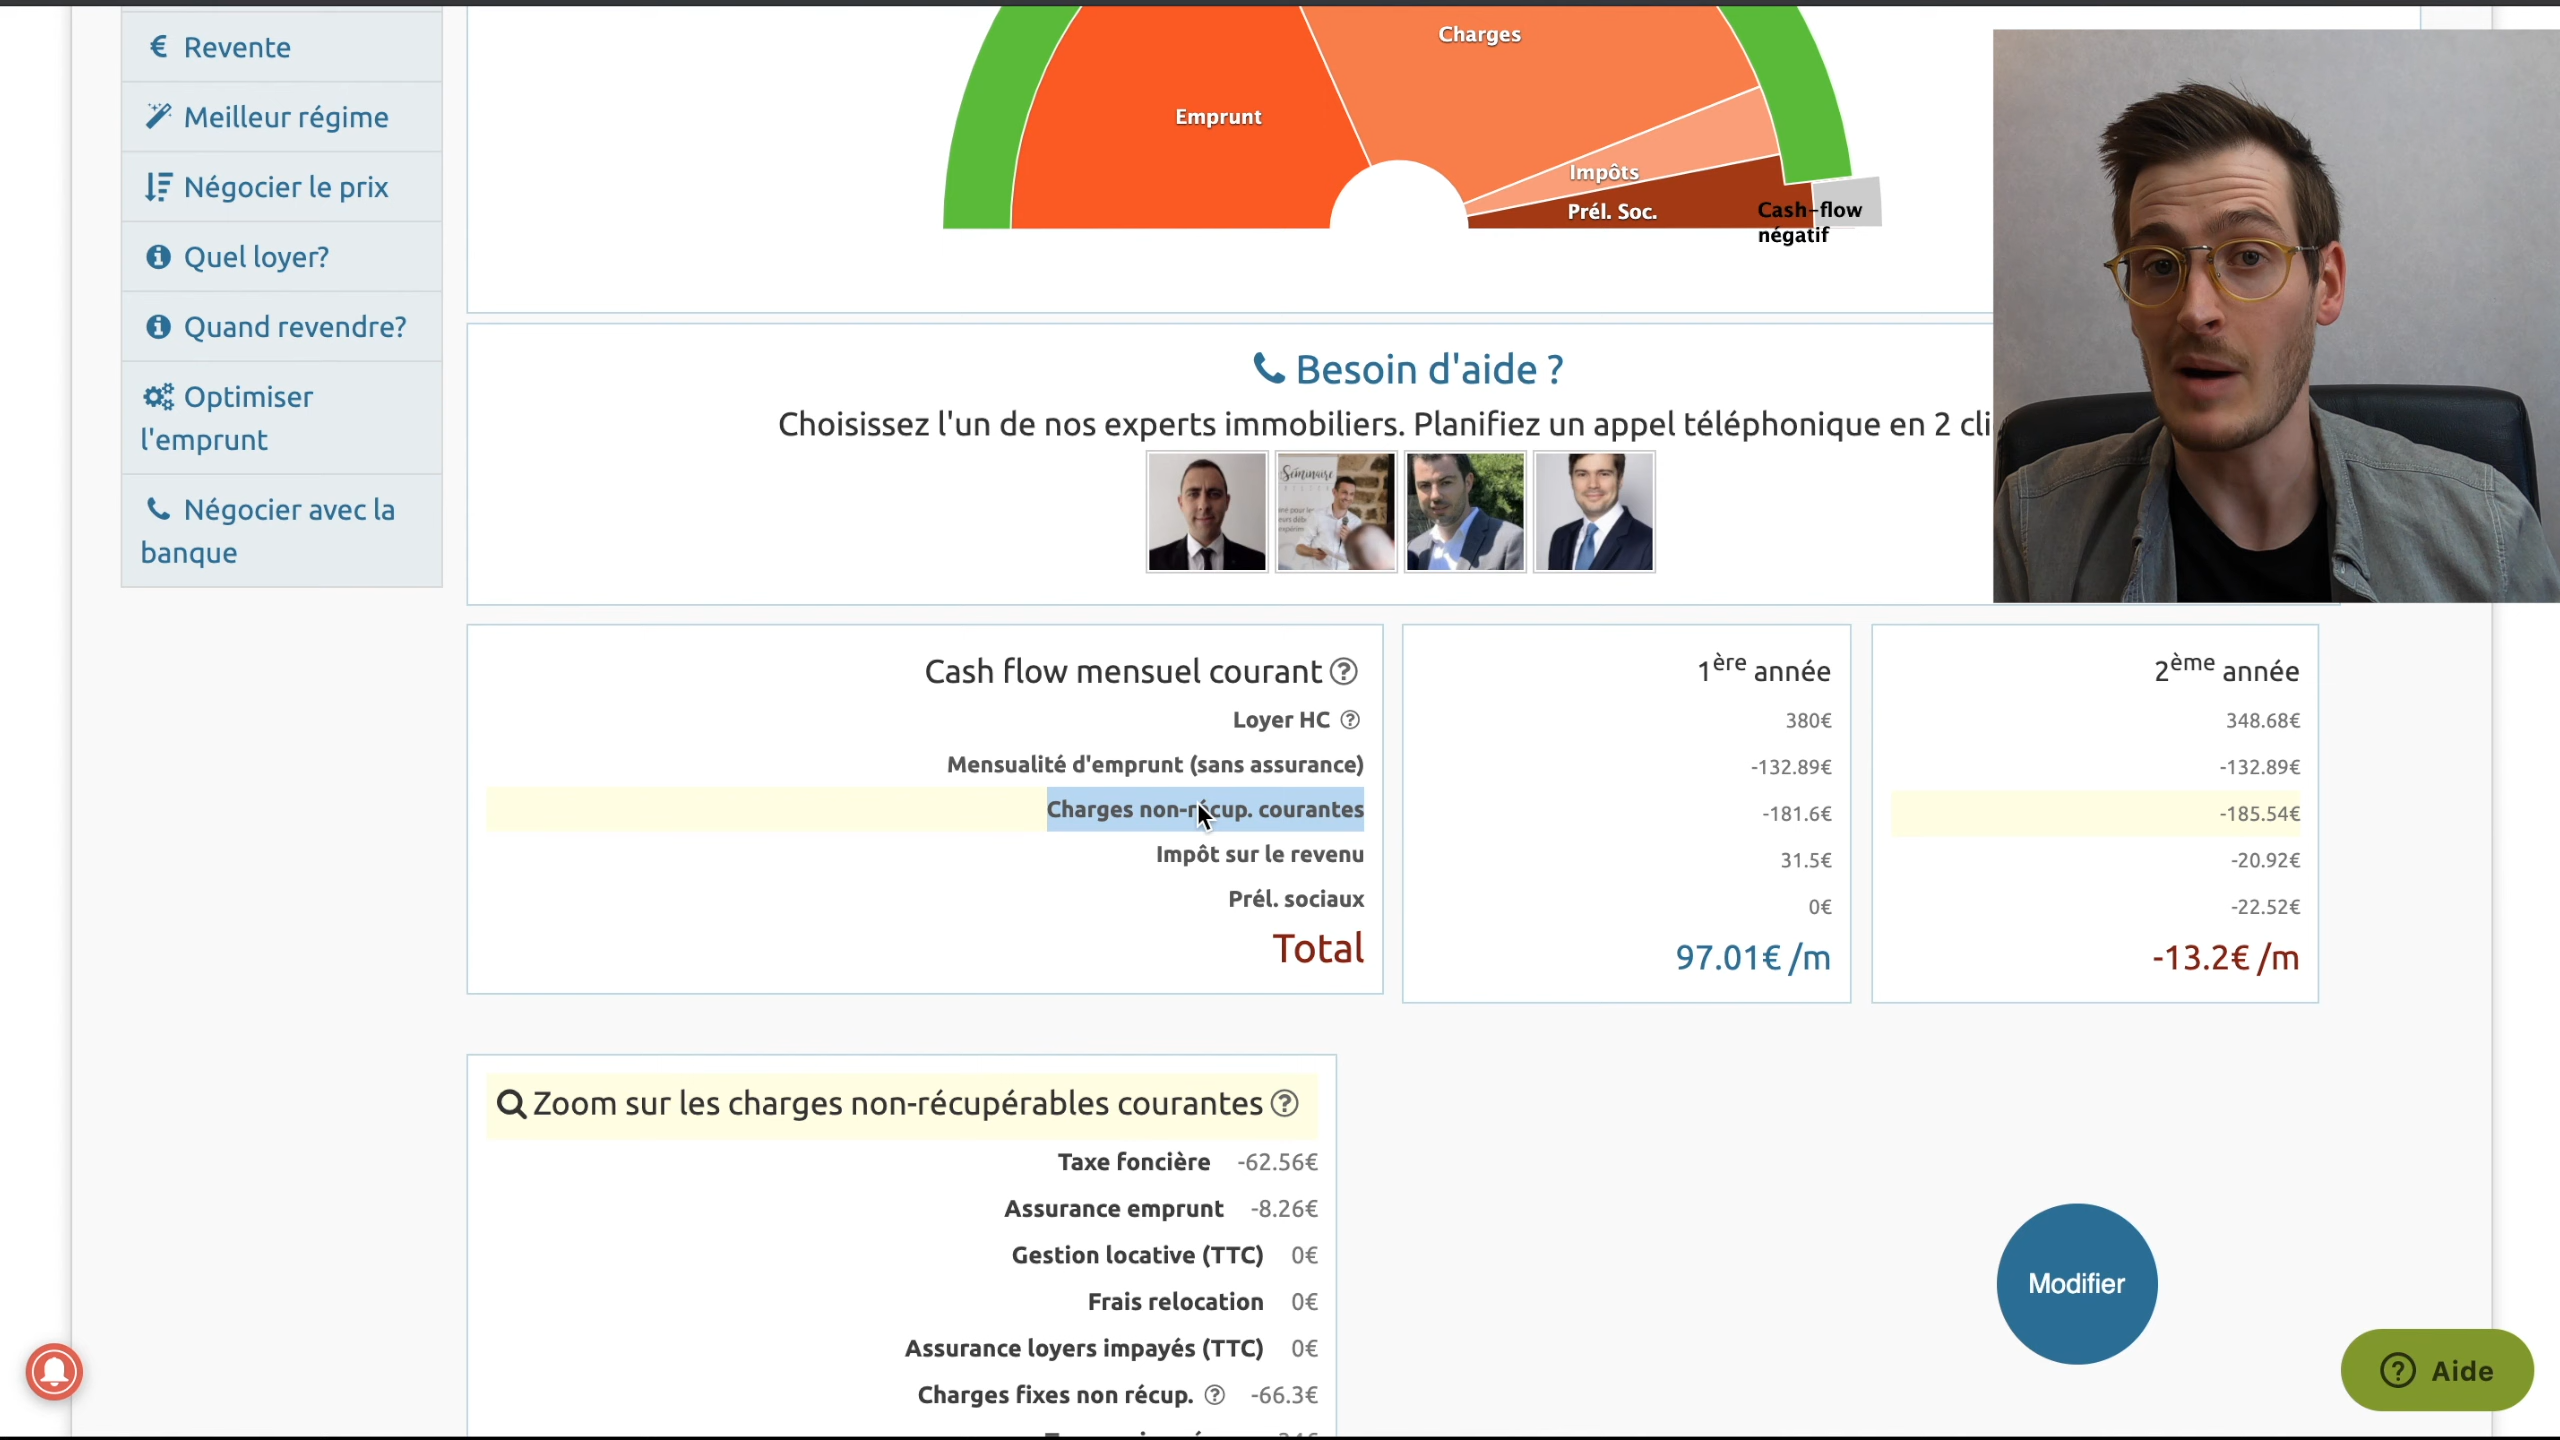 Revente
Meilleur régime
Négocier le prix
Quel loyer?
Quand revendre?
Optimiser
l'emprunt
Négocier avec la
banque
Charges
Emprunt
Impôts
Prél. Soc.
Cash-flow
négatif
Besoin d'aide ?
Choisissez l'un de nos experts immobiliers. Planifiez un appel téléphonique en 2 cli
Séminaire
Cash flow mensuel courant
1ère année
2ème année
Loyer HC 380€ 348.68€
Mensualité d'emprunt (sans assurance) -132.89€ -132.89€
Charges non-récup. courantes -181.6€ -185.54€
Impôt sur le revenu 31.5€ -20.92€
Prél. sociaux 0€ -22.52€
Total 97.01€ /m -13.2€ /m
Zoom sur les charges non-récupérables courantes
Taxe foncière -62.56€
Assurance emprunt -8.26€
Gestion locative (TTC) 0€
Frais relocation 0€
Assurance loyers impayés (TTC) 0€
Charges fixes non récup. -66.3€
Modifier
Aide